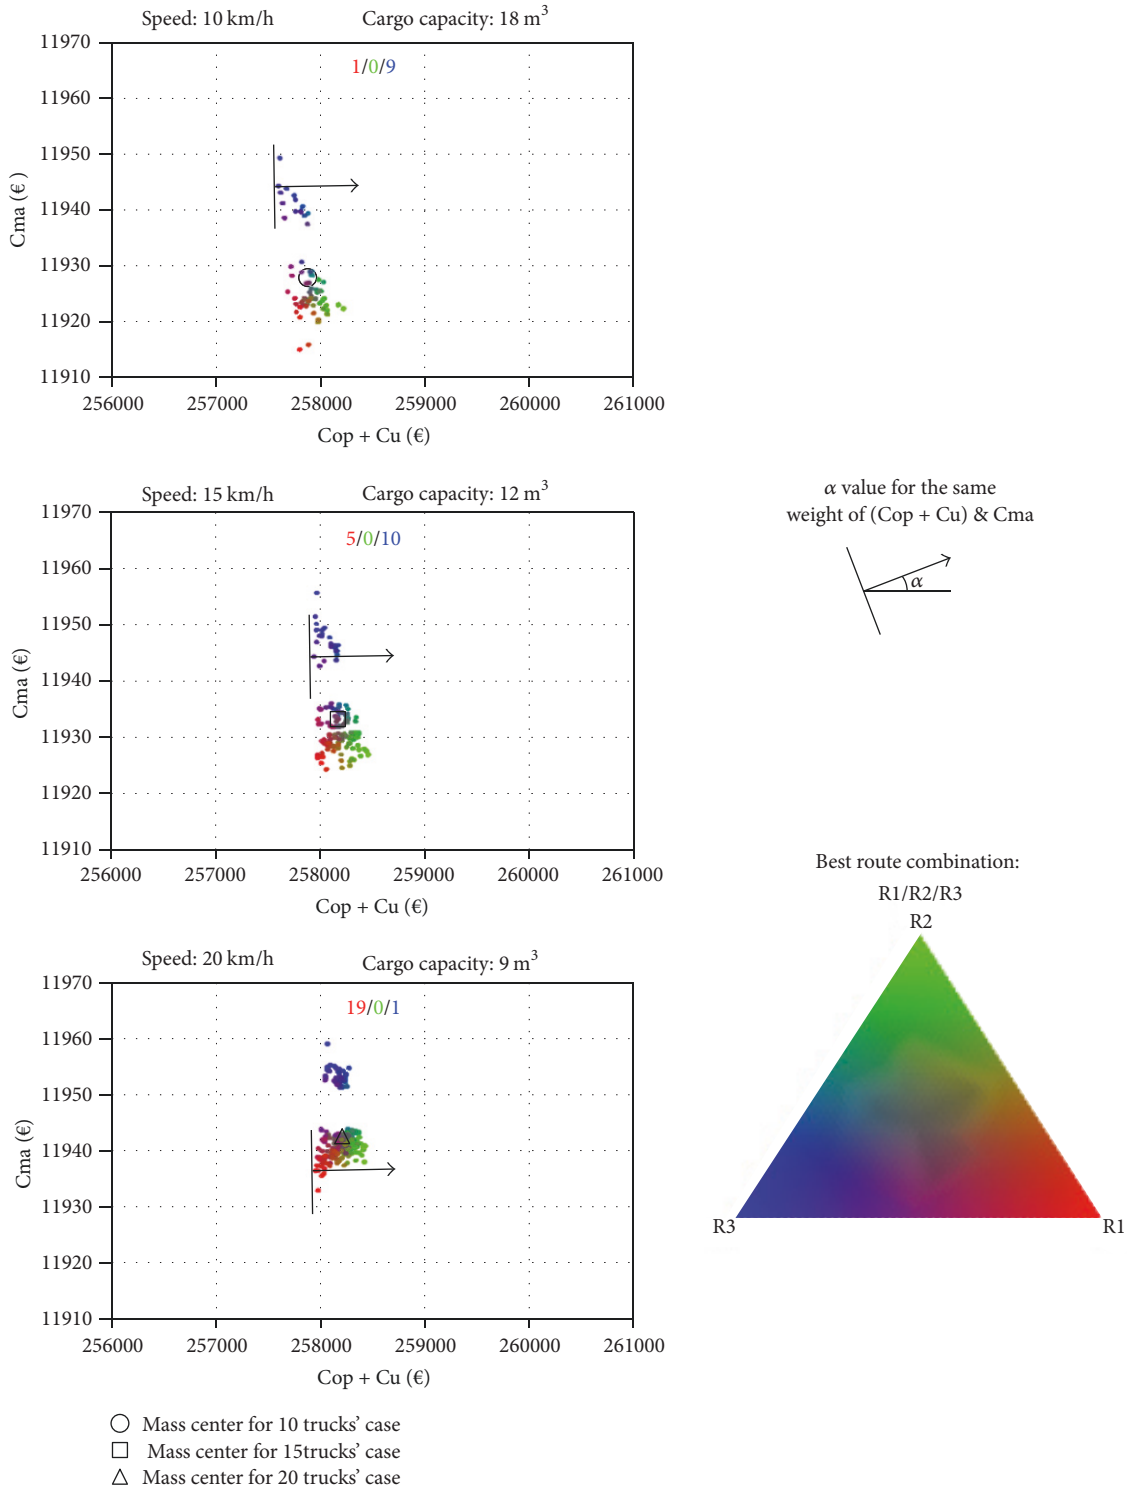 Speed: 10 km/h Cargo capacity: 18 m³
11970
1/0/9
11960
11950
11940
11930
11920
11910
Cma (€ )
256000 257000 258000 259000 260000 261000
Cop + Cu (€)
Speed: 15 km/h Cargo capacity: 12 m³
11970
5/0/10
11960
11950
11940
11930
11920
11910
Cma (€)
256000 257000 258000 259000 260000 261000
Cop + Cu (€)
α value for the same
weight of (Cop + Cu) & Cma
α
Speed: 20 km/h Cargo capacity: 9 m³
11970
19/0/1
11960
11950
11940
11930
11920
11910
Cma (€)
256000 257000 258000 259000 260000 261000
Cop + Cu (€)
Best route combination:
R1/R2/R3
R2
R3 R1
Mass center for 10 trucks’ case
Mass center for 15trucks’ case
Mass center for 20 trucks’ case